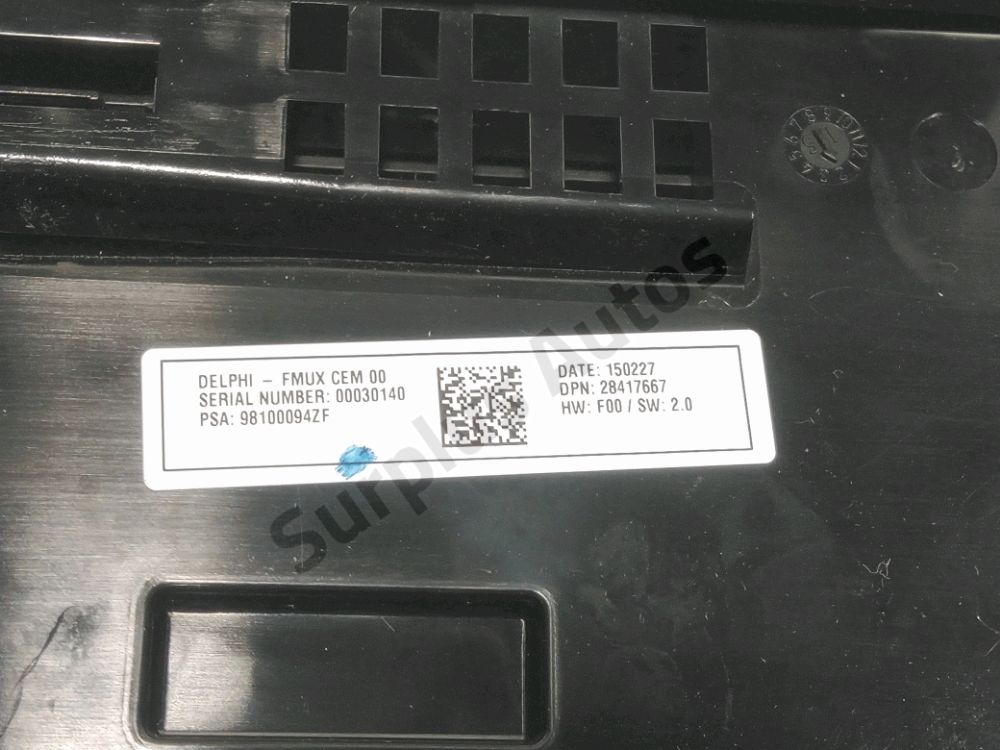 DELPHI – FMUX CEM 00
SERIAL NUMBER: 00030140
PSA: 98100094ZF
DATE: 150227
DPN: 28417667
HW: F00 / SW: 2.0
Surplus Autos